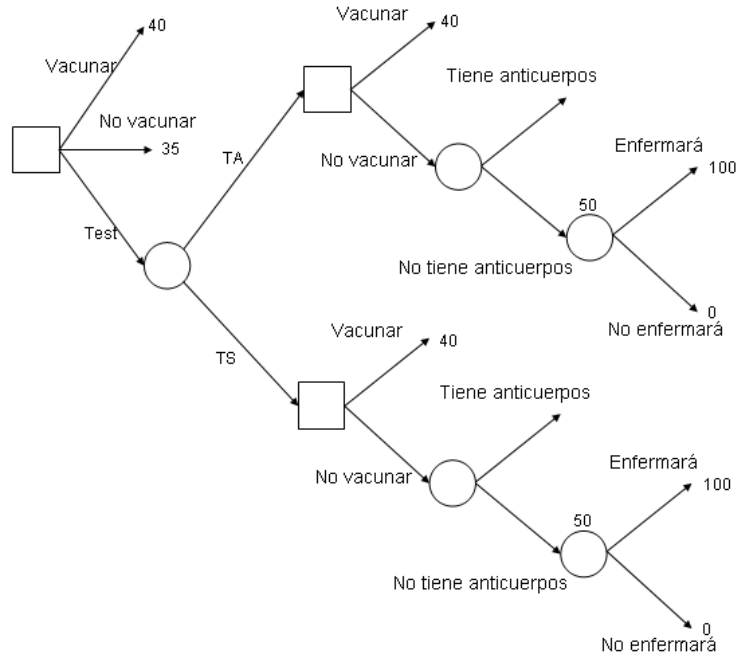 Vacunar
40
Vacunar
40
No vacunar
35
Test
TA
Tiene anticuerpos
No vacunar
Enfermará
100
50
No tiene anticuerpos
0
No enfermará
TS
Vacunar
40
Tiene anticuerpos
No vacunar
Enfermará
100
50
No tiene anticuerpos
0
No enfermará